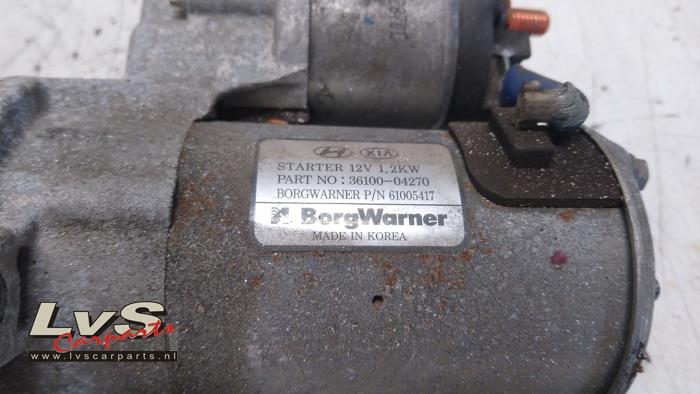 KIA
STARTER 12V 1.2KW
PART NO : 36100-04270
BORGWARNER P/N 61005417
BorgWarner
MADE IN KOREA
LvS
Carparts
www.lvscarparts.nl